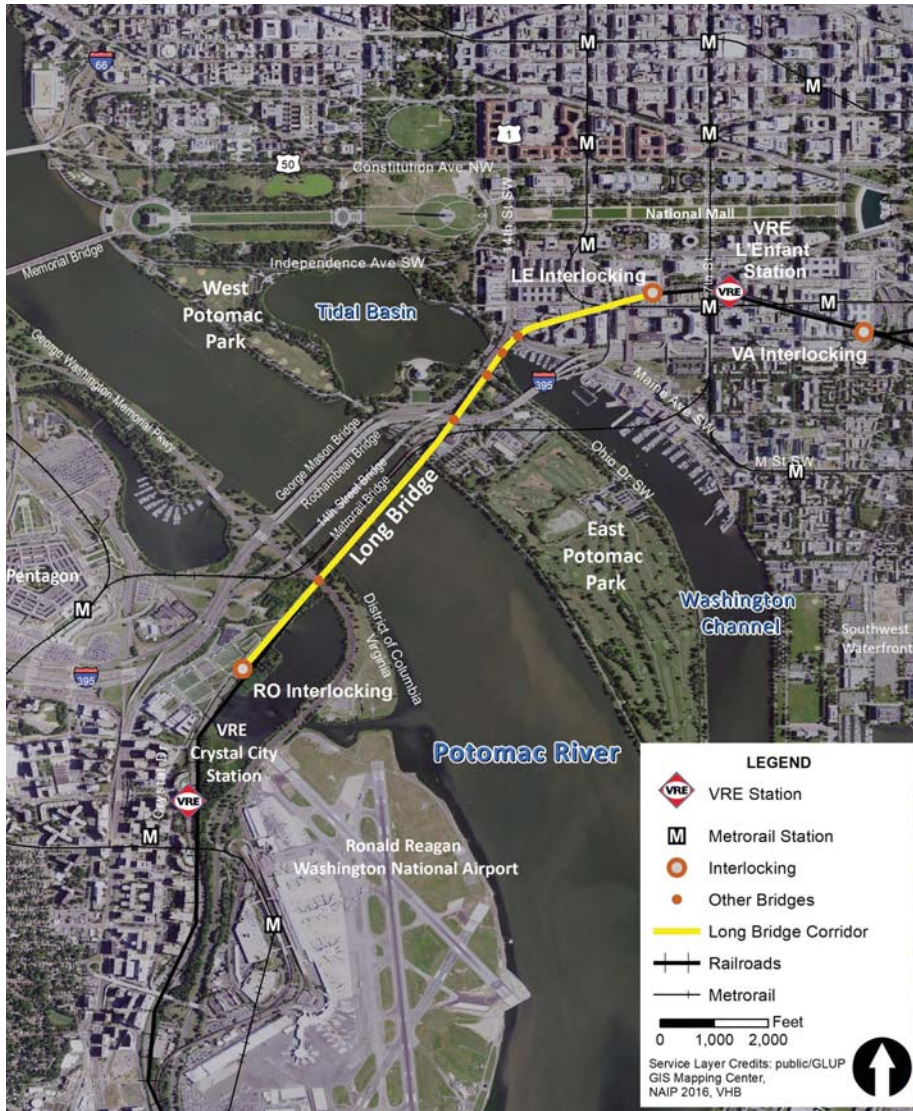 66
M
M
M
1
50
Constitution Ave NW
M
M
14th St SW
National Mall
VRE
L'Enfant
Station
M
Memorial Bridge
Independence Ave SW
LE Interlocking
West
Potomac
Park
Tidal Basin
VRE
M
M
VA Interlocking
George Washington Memorial Pkwy
395
Maine Ave SW
George Mason Bridge
Rochambeau Bridge
14th Street Bridge
Metrorail Bridge
Long Bridge
Ohio Dr SW
M St SW
M
East
Potomac
Park
Pentagon
M
Washington
Channel
District of Columbia
Virginia
Southwest
Waterfront
395
RO Interlocking
VRE
Crystal City
Station
Potomac River
Crystal Dr
VRE
M
Ronald Reagan
Washington National Airport
M
LEGEND
VRE VRE Station
M Metrorail Station
Interlocking
Other Bridges
Long Bridge Corridor
Railroads
Metrorail
Feet
0 1,000 2,000
Service Layer Credits: public/GLUP
GIS Mapping Center,
NAIP 2016, VHB